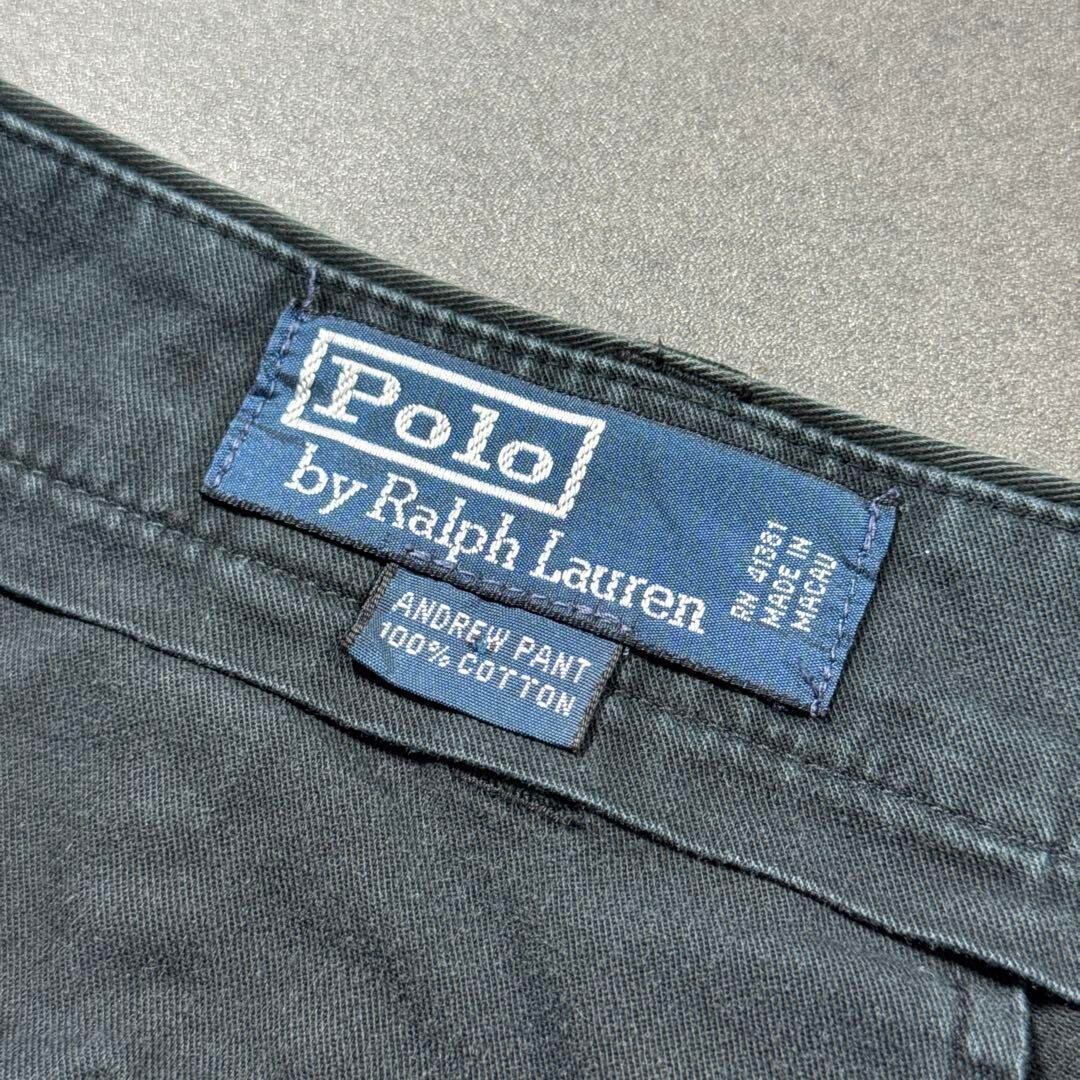 Polo
by Ralph Lauren
RN 41381
MADE IN
MACAU
ANDREW PANT
100% COTTON